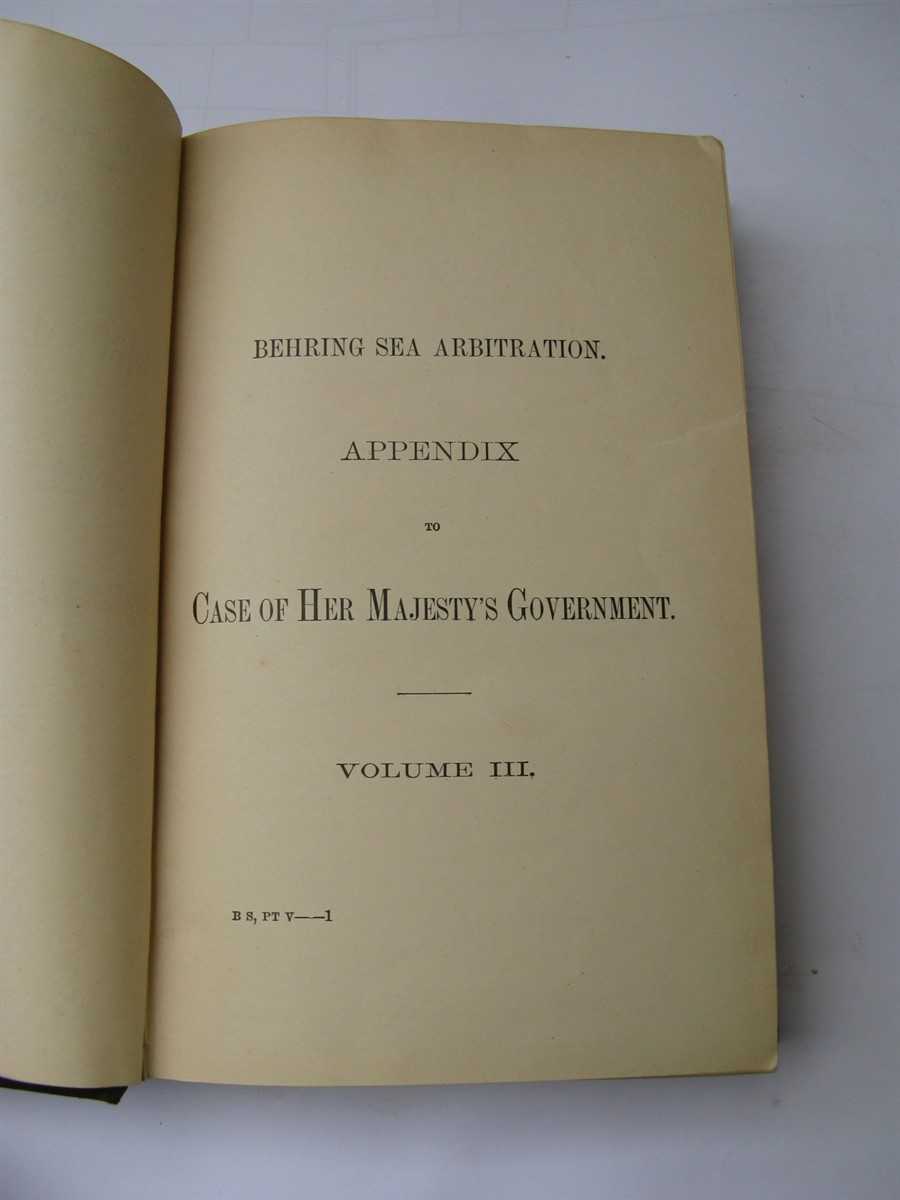 BEHRING SEA ARBITRATION.
APPENDIX
TO
CASE OF HER MAJESTY'S GOVERNMENT.
VOLUME III.
B S, PT V——1